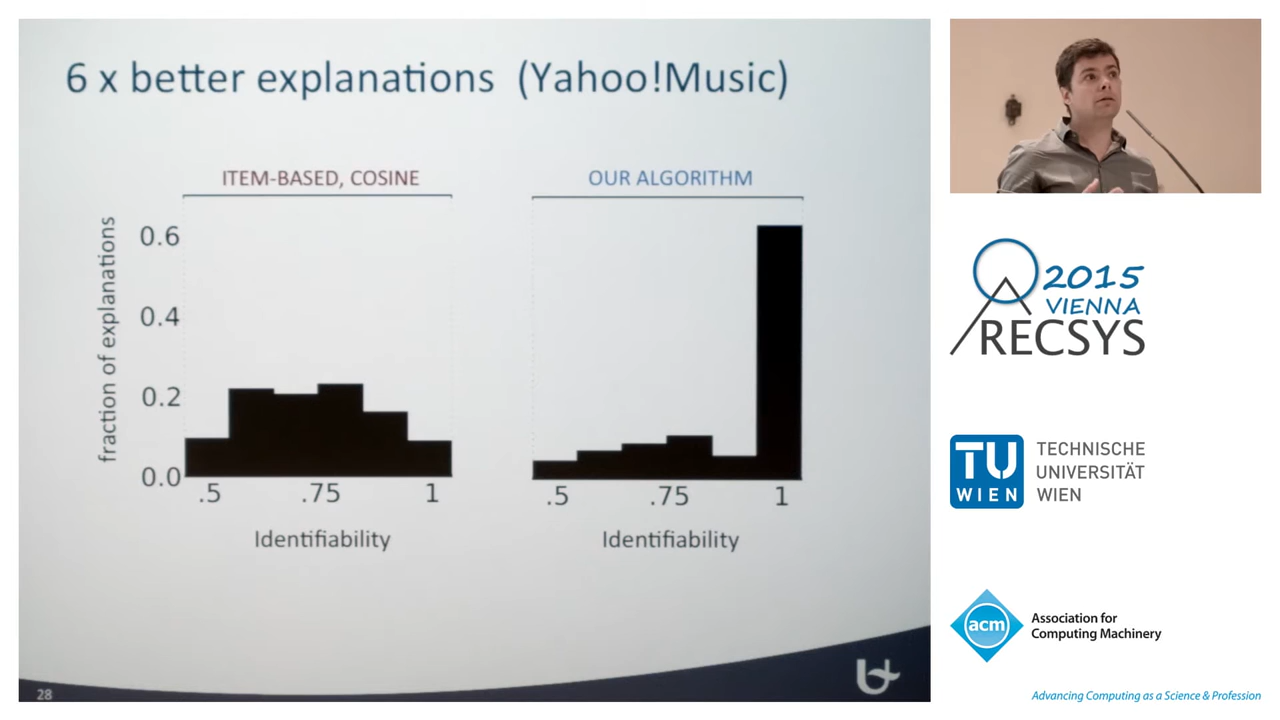 6 x better explanations (Yahoo!Music)
ITEM-BASED, COSINE
OUR ALGORITHM
fraction of explanations
0.6
0.4
0.2
0.0
.5 .75 1
.5 .75 1
Identifiability
Identifiability
28
2015
VIENNA
RECSYS
TU
WIEN
TECHNISCHE
UNIVERSITÄT
WIEN
acm
Association for
Computing Machinery
Advancing Computing as a Science & Profession